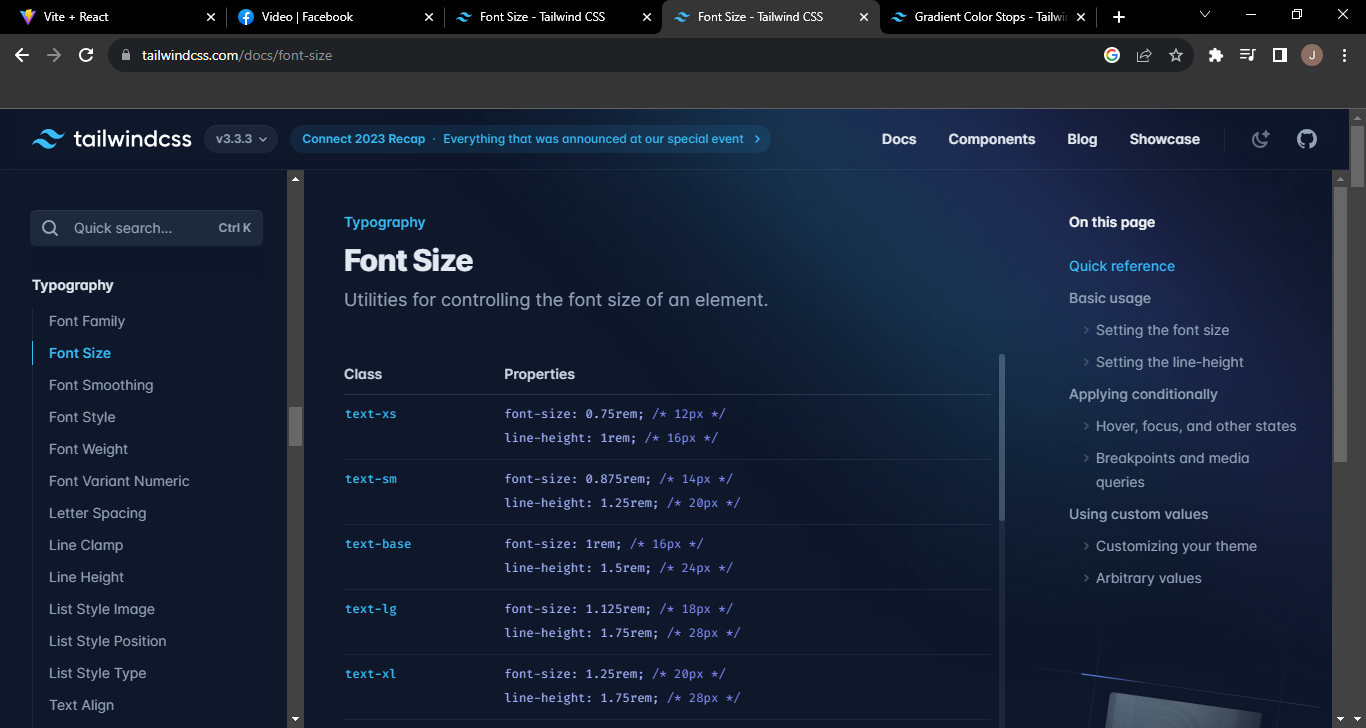 Vite + React
Video | Facebook
Font Size - Tailwind CSS
Font Size - Tailwind CSS
Gradient Color Stops - Tailwin
tailwindcss.com/docs/font-size
J
tailwindcss
v3.3.3
Connect 2023 Recap · Everything that was announced at our special event
Docs
Components
Blog
Showcase
Quick search...
Ctrl K
Typography
Font Family
Font Size
Font Smoothing
Font Style
Font Weight
Font Variant Numeric
Letter Spacing
Line Clamp
Line Height
List Style Image
List Style Position
List Style Type
Text Align
Typography
Font Size
Utilities for controlling the font size of an element.
Class Properties
text-xs font-size: 0.75rem; /* 12px */
line-height: 1rem; /* 16px */
text-sm font-size: 0.875rem; /* 14px */
line-height: 1.25rem; /* 20px */
text-base font-size: 1rem; /* 16px */
line-height: 1.5rem; /* 24px */
text-lg font-size: 1.125rem; /* 18px */
line-height: 1.75rem; /* 28px */
text-xl font-size: 1.25rem; /* 20px */
line-height: 1.75rem; /* 28px */
On this page
Quick reference
Basic usage
Setting the font size
Setting the line-height
Applying conditionally
Hover, focus, and other states
Breakpoints and media
queries
Using custom values
Customizing your theme
Arbitrary values